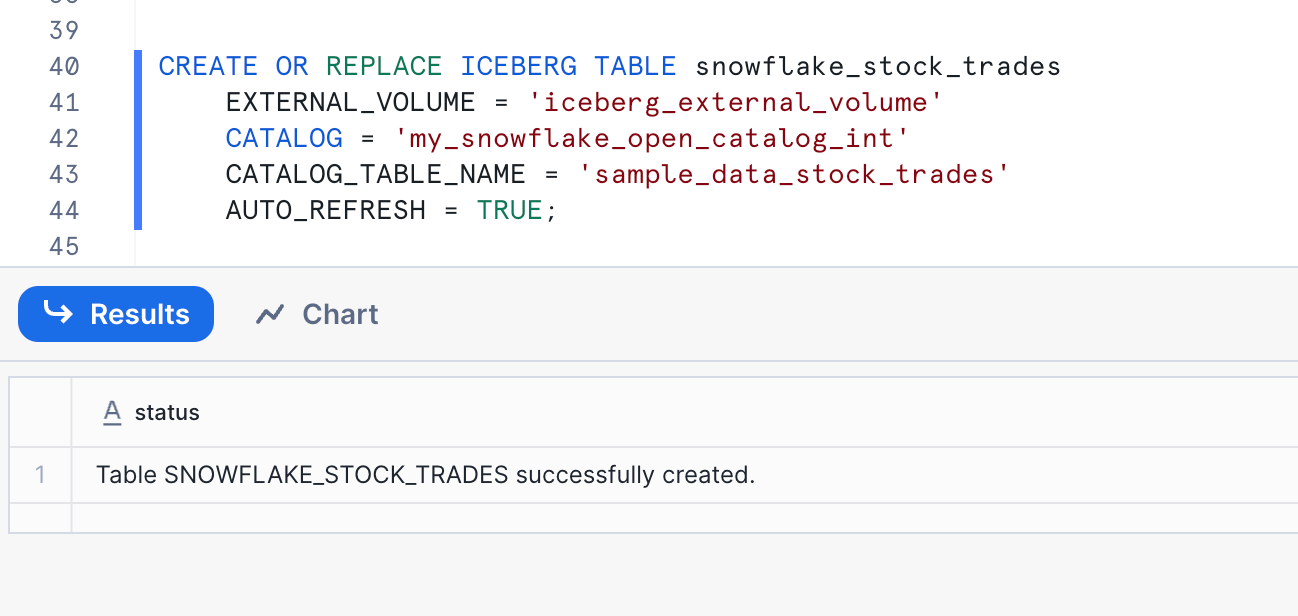 39
40 CREATE OR REPLACE ICEBERG TABLE snowflake_stock_trades
41 EXTERNAL_VOLUME = 'iceberg_external_volume'
42 CATALOG = 'my_snowflake_open_catalog_int'
43 CATALOG_TABLE_NAME = 'sample_data_stock_trades'
44 AUTO_REFRESH = TRUE;
45
Results Chart
A status
1 Table SNOWFLAKE_STOCK_TRADES successfully created.